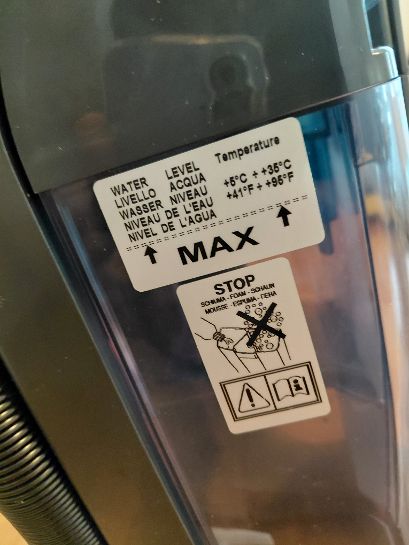 WATER LEVEL
LIVELLO ACQUA
WASSER NIVEAU
NIVEAU DE L'EAU
NIVEL DE L'AGUA
Temperature
+5°C ÷ +35°C
+41°F ÷ +95°F
MAX
STOP
SCHIUMA - FOAM - SCHAUM
MOUSSE - ESPUMA - ПЕНА